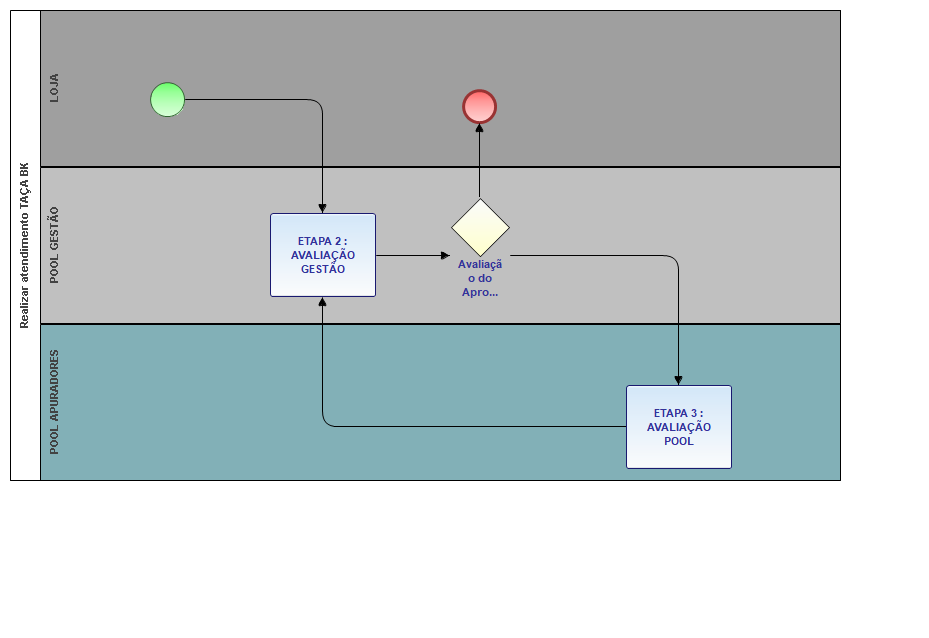 Realizar atendimento TAÇA BK
LOJA
POOL GESTÃO
ETAPA 2 :
AVALIAÇÃO
GESTÃO
Avaliaçã
o do
Apro...
POOL APURADORES
ETAPA 3 :
AVALIAÇÃO
POOL